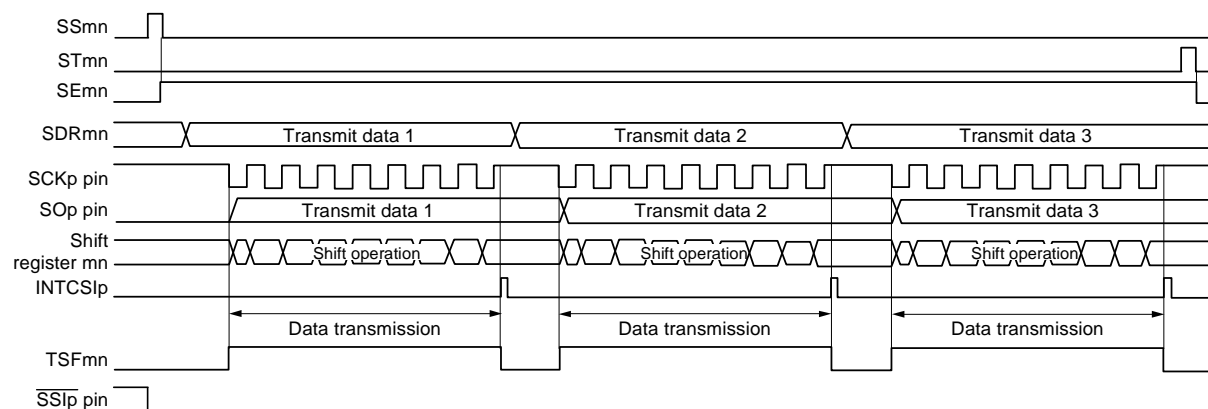 SSmn
STmn
SEmn
SDRmn Transmit data 1 Transmit data 2 Transmit data 3
SCKp pin
SOp pin Transmit data 1 Transmit data 2 Transmit data 3
Shift
register mn Shift operation Shift operation Shift operation
INTCSIp
Data transmission Data transmission Data transmission
TSFmn
SSIp pin